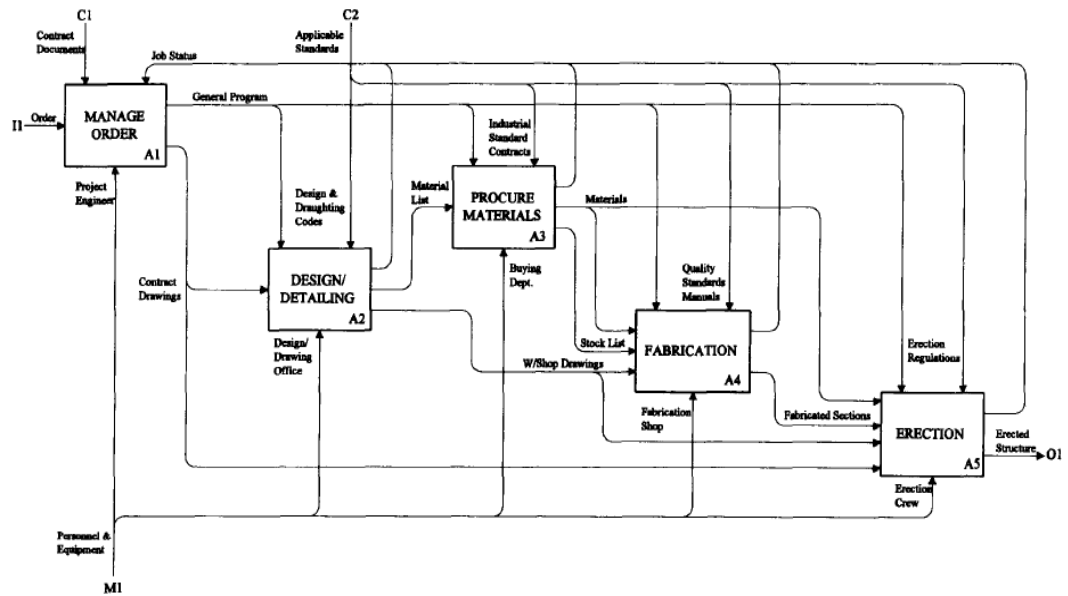 C1
C2
Contract
Documents
Applicable
Standards
Job Status
General Program
I1
Order
MANAGE
ORDER
A1
Industrial
Standard
Contracts
Project
Engineer
Design &
Draughting
Codes
Material
List
PROCURE
MATERIALS
A3
Materials
Contract
Drawings
DESIGN/
DETAILING
A2
Buying
Dept.
Quality
Standards
Manuals
Design/
Drawing
Office
Stock List
W/Shop Drawings
FABRICATION
A4
Erection
Regulations
Fabrication
Shop
Fabricated Sections
ERECTION
A5
Erected
Structure
O1
Erection
Crew
Personnel &
Equipment
M1